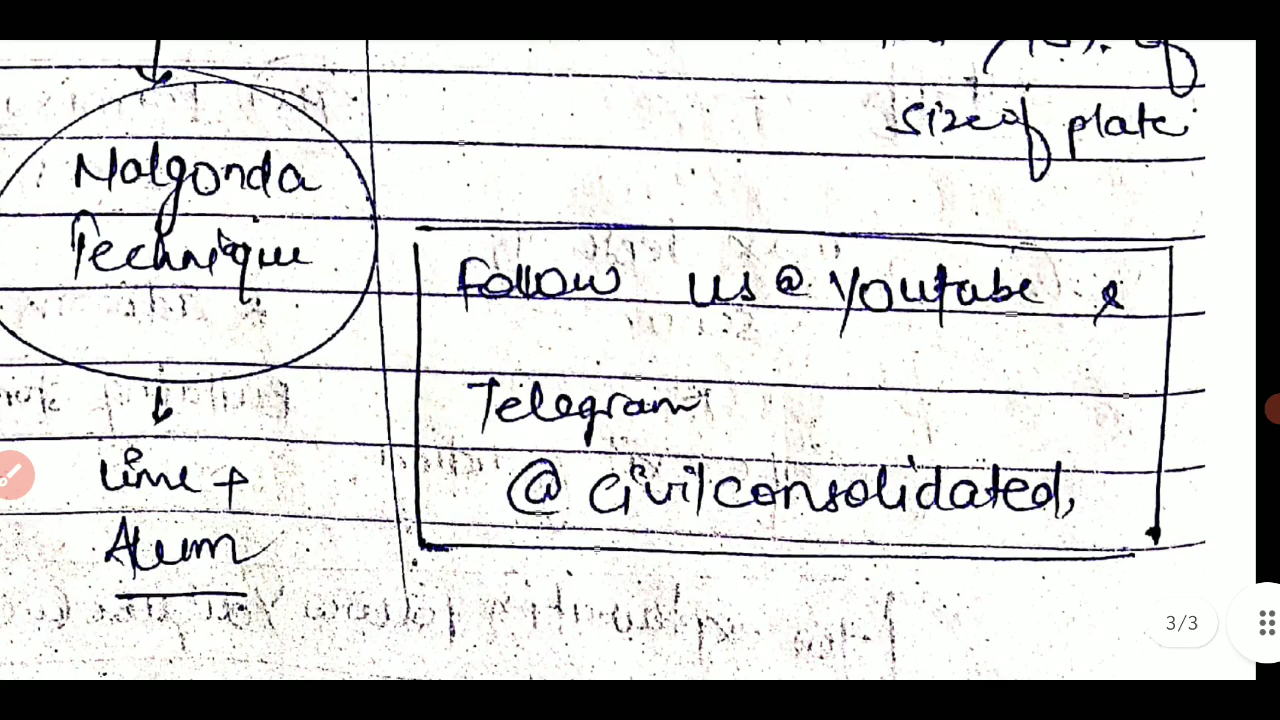 size of plate
Nalgonda
Technique
Lime +
Alum
Follow us @ Youtube &
Telegram
@ Civilconsolidated,
3/3